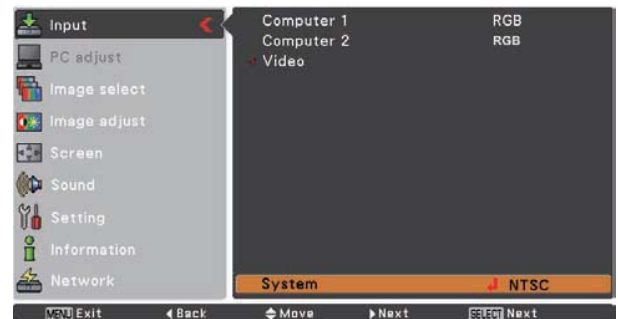 Input
PC adjust
Image select
Image adjust
Screen
Sound
Setting
Information
Network
Computer 1 RGB
Computer 2 RGB
Video
System NTSC
MENU Exit Back Move Next SELECT Next